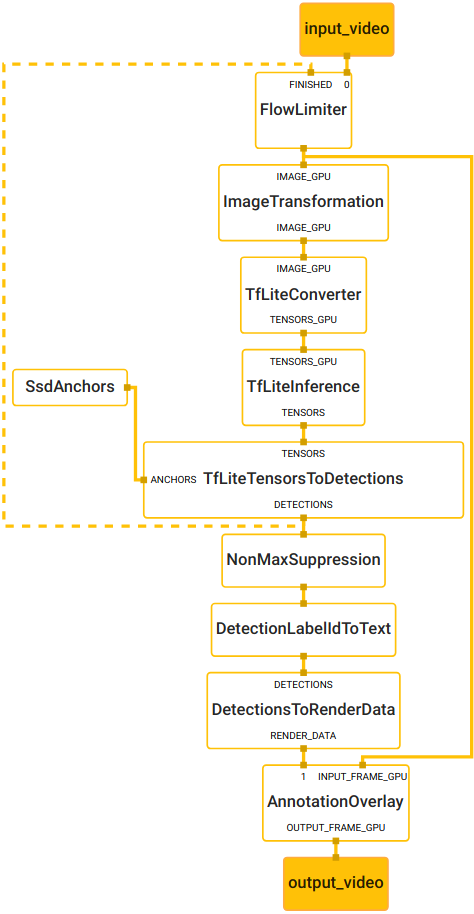 input_video
FINISHED 0
FlowLimiter
IMAGE_GPU
ImageTransformation
IMAGE_GPU
IMAGE_GPU
TfLiteConverter
TENSORS_GPU
TENSORS_GPU
TfLiteInference
TENSORS
SsdAnchors
TENSORS
ANCHORS TfLiteTensorsToDetections
DETECTIONS
NonMaxSuppression
DetectionLabelIdToText
DETECTIONS
DetectionsToRenderData
RENDER_DATA
1 INPUT_FRAME_GPU
AnnotationOverlay
OUTPUT_FRAME_GPU
output_video